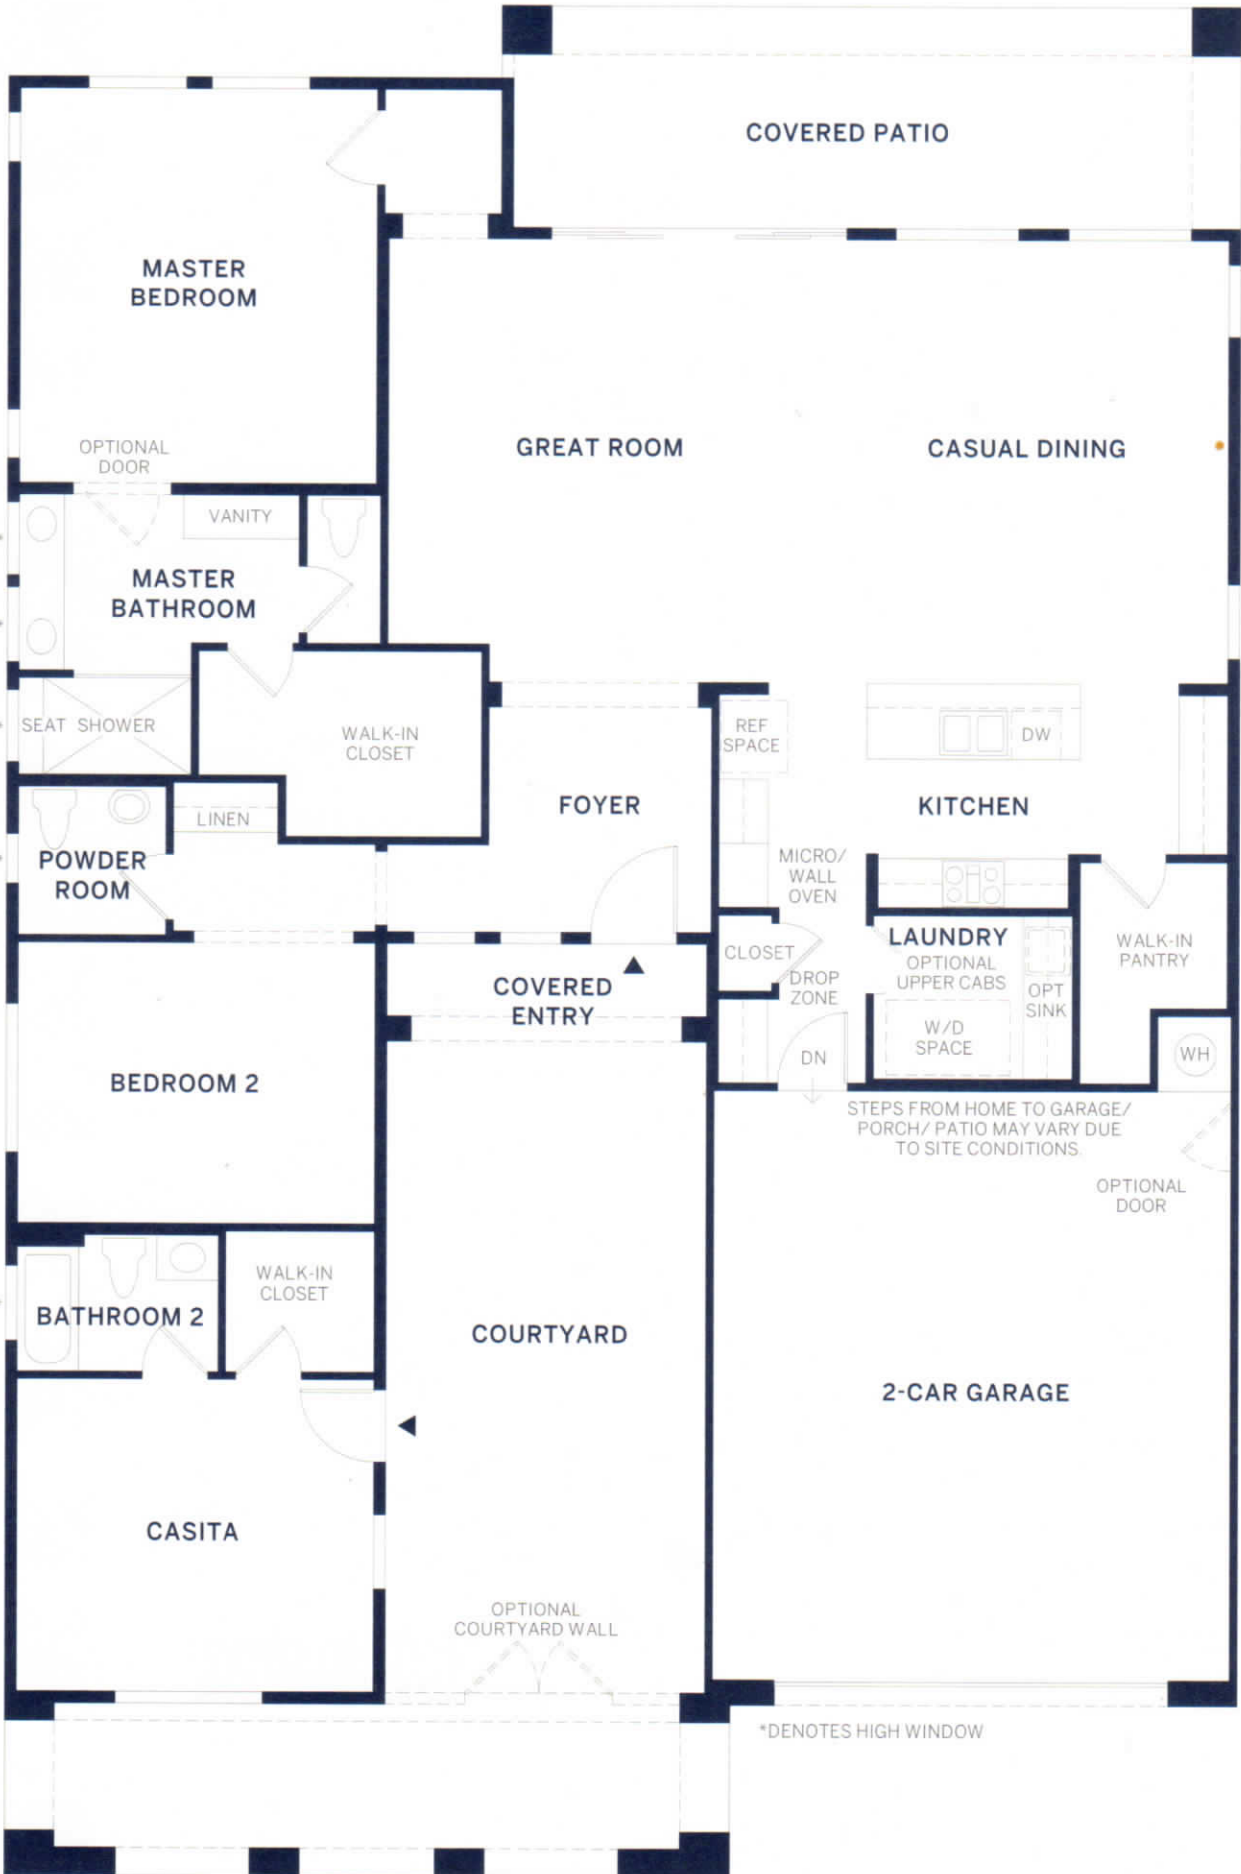 COVERED PATIO
MASTER
BEDROOM
OPTIONAL
DOOR
GREAT ROOM
CASUAL DINING
VANITY
MASTER
BATHROOM
SEAT SHOWER
WALK-IN
CLOSET
REF
SPACE
DW
LINEN
FOYER
KITCHEN
POWDER
ROOM
MICRO/
WALL
OVEN
CLOSET
LAUNDRY
OPTIONAL
UPPER CABS
WALK-IN
PANTRY
COVERED
ENTRY
DROP
ZONE
OPT
SINK
W/D
SPACE
DN
WH
BEDROOM 2
STEPS FROM HOME TO GARAGE/
PORCH/ PATIO MAY VARY DUE
TO SITE CONDITIONS.
OPTIONAL
DOOR
WALK-IN
CLOSET
BATHROOM 2
COURTYARD
2-CAR GARAGE
CASITA
OPTIONAL
COURTYARD WALL
*DENOTES HIGH WINDOW